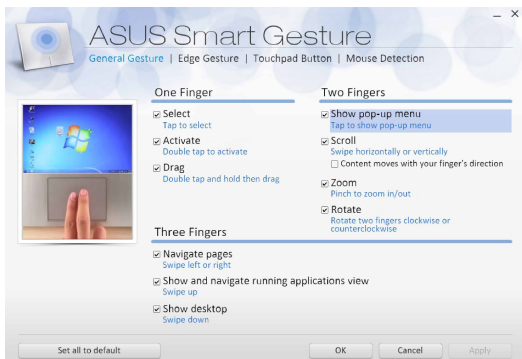 ASUS Smart Gesture
General Gesture | Edge Gesture | Touchpad Button | Mouse Detection
One Finger
Select
Tap to select
Activate
Double tap to activate
Drag
Double tap and hold then drag
Two Fingers
Show pop-up menu
Tap to show pop-up menu
Scroll
Swipe horizontally or vertically
Content moves with your finger's direction
Zoom
Pinch to zoom in/out
Rotate
Rotate two fingers clockwise or
counterclockwise
Three Fingers
Navigate pages
Swipe left or right
Show and navigate running applications view
Swipe up
Show desktop
Swipe down
Set all to default
OK
Cancel
Apply